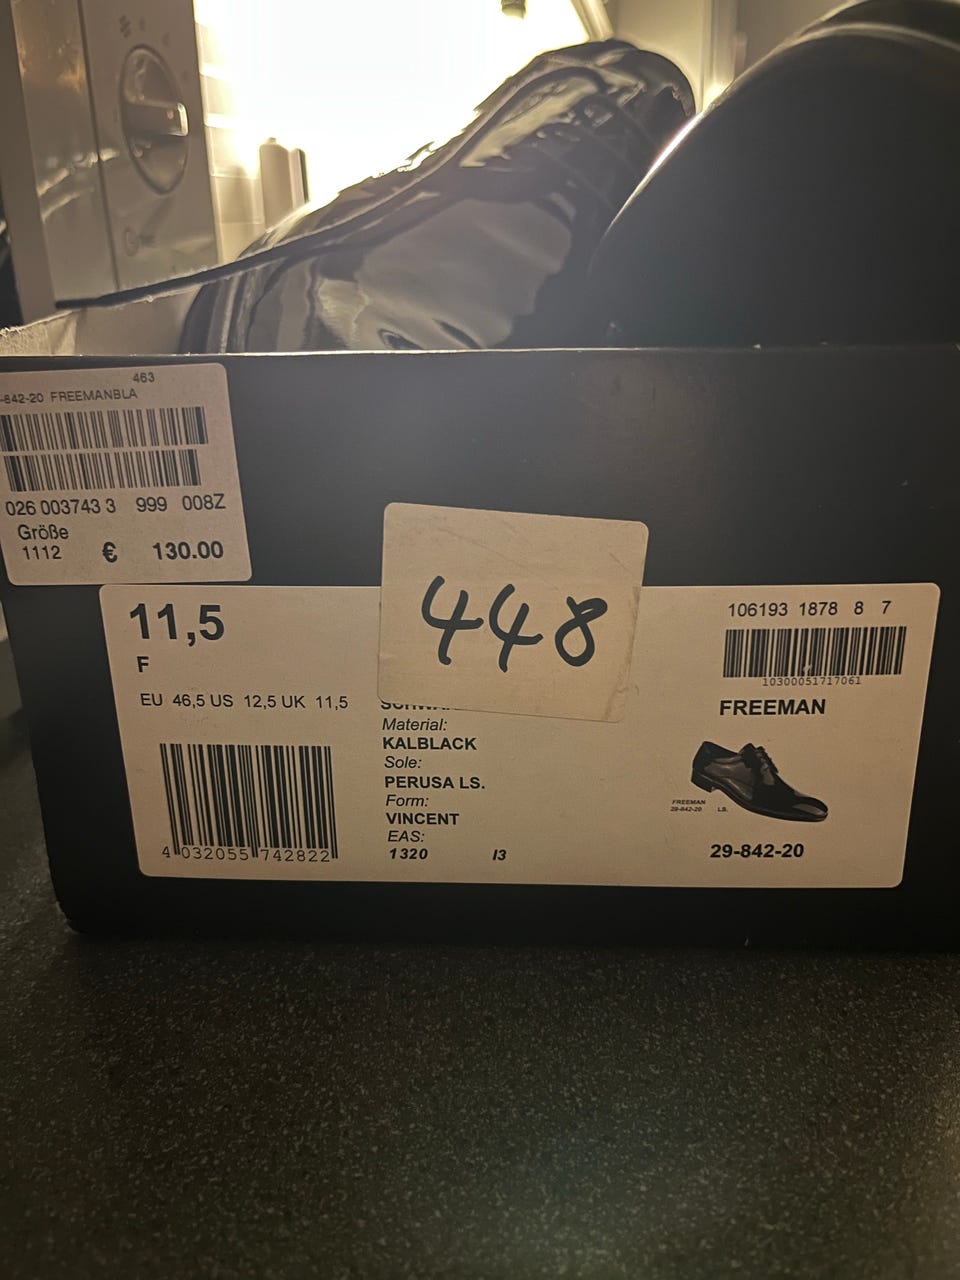 463
-842-20 FREEMANBLA
026 003743 3 999 008Z
Größe
1112 € 130.00
448
11,5
F
EU 46,5 US 12,5 UK 11,5
4 032055 742822
Material:
KALBLACK
Sole:
PERUSA LS.
Form:
VINCENT
EAS:
1320 I3
106193 1878 8 7
10300051717061
FREEMAN
FREEMAN
29-842-20 LS.
29-842-20